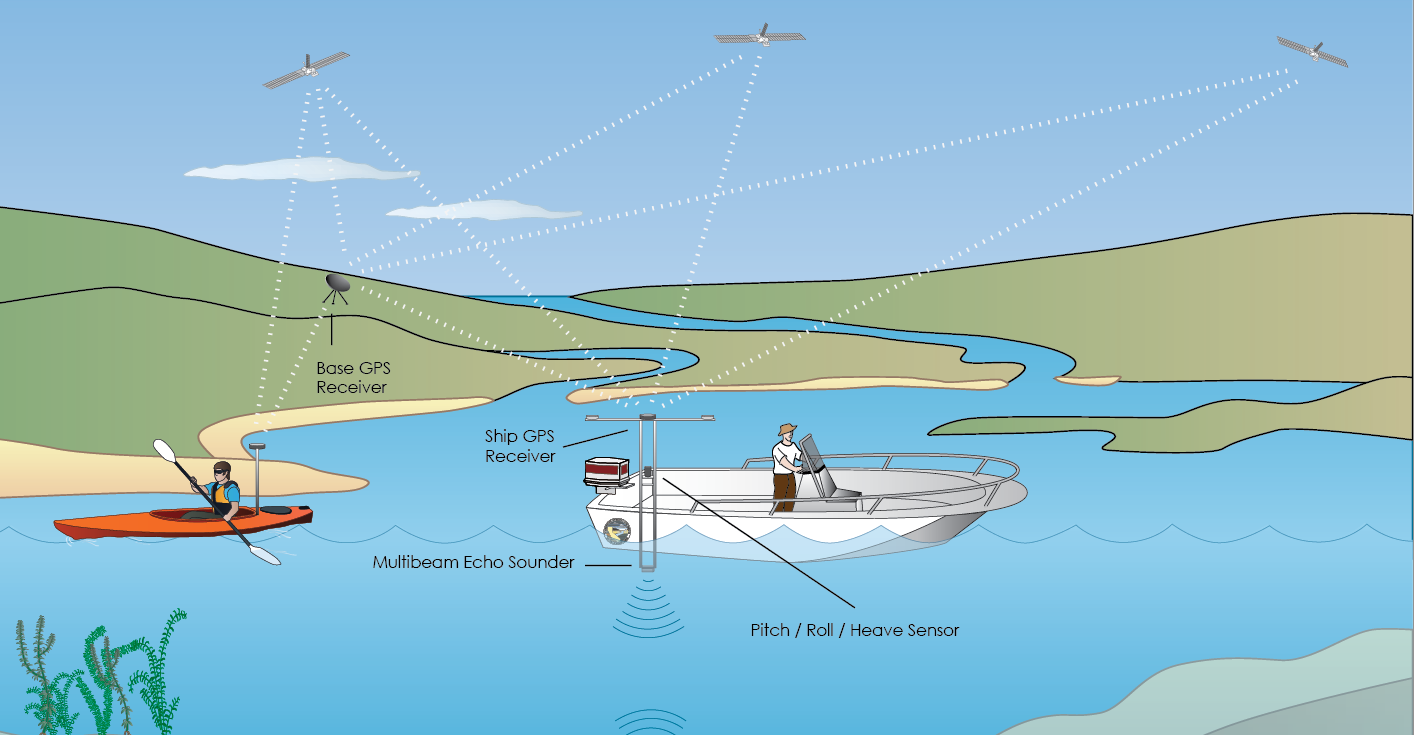 Base GPS
Receiver
Ship GPS
Receiver
Multibeam Echo Sounder
Pitch / Roll / Heave Sensor